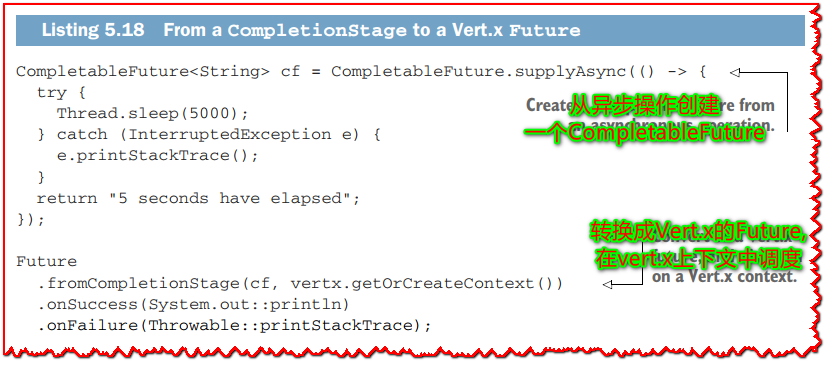 Listing 5.18 From a CompletionStage to a Vert.x Future
CompletableFuture<String> cf = CompletableFuture.supplyAsync(() -> {
try {
Thread.sleep(5000);
} catch (InterruptedException e) {
e.printStackTrace();
}
return "5 seconds have elapsed";
});
Create from
operation.
从异步操作创建
一个CompletableFuture
Future
.fromCompletionStage(cf, vertx.getOrCreateContext())
.onSuccess(System.out::println)
.onFailure(Throwable::printStackTrace);
转换成Vert.x的Future,
在vert.x上下文中调度
on a Vert.x context.